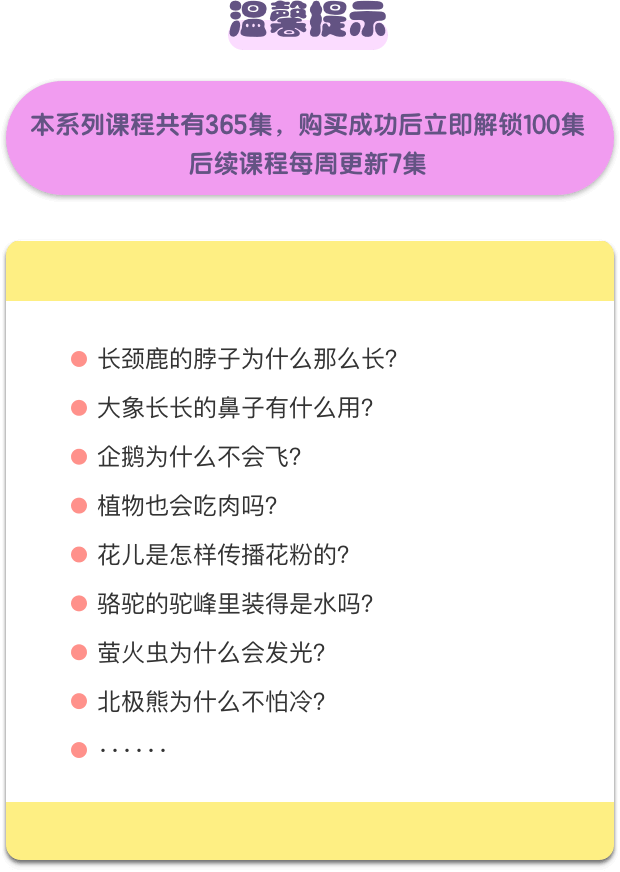 温馨提示
本系列课程共有365集，购买成功后立即解锁100集
后续课程每周更新7集
长颈鹿的脖子为什么那么长？
大象长长的鼻子有什么用？
企鹅为什么不会飞？
植物也会吃肉吗？
花儿是怎样传播花粉的？
骆驼的驼峰里装得是水吗？
萤火虫为什么会发光？
北极熊为什么不怕冷？
······